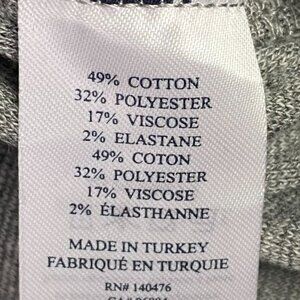 49% COTTON
32% POLYESTER
17% VISCOSE
2% ELASTANE
49% COTON
32% POLYESTER
17% VISCOSE
2% ÉLASTHANNE
MADE IN TURKEY
FABRIQUÉ EN TURQUIE
RN# 140476